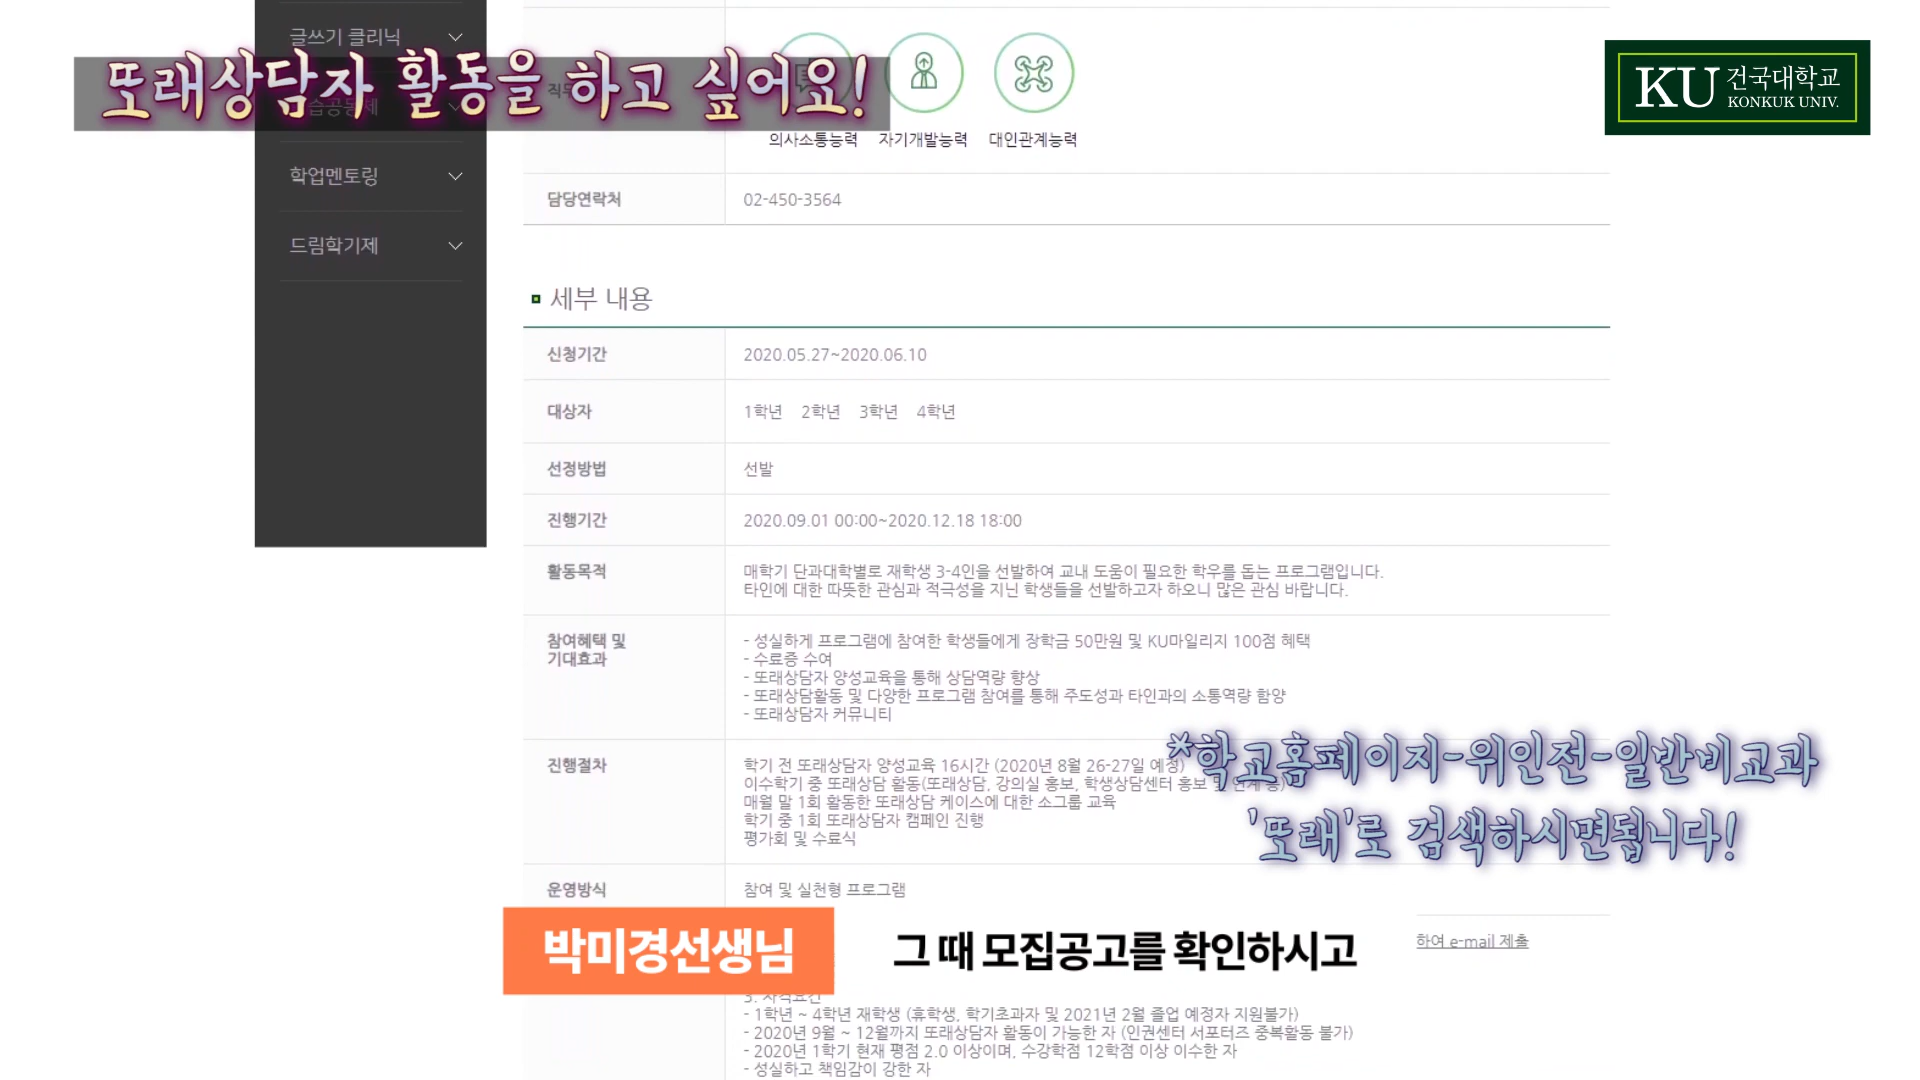 글쓰기 클리닉
또래상담자 활동을 하고 싶어요!
KU 건국대학교
KONKUK UNIV.
의사소통능력 자기개발능력 대인관계능력
학업멘토링
담당연락처 02-450-3564
드림학기제
세부 내용
신청기간 2020.05.27~2020.06.10
대상자 1학년 2학년 3학년 4학년
선정방법 선발
진행기간 2020.09.01 00:00~2020.12.18 18:00
활동목적 매학기 단과대학별로 재학생 3-4인을 선발하여 교내 도움이 필요한 학우를 돕는 프로그램입니다.
타인에 대한 따뜻한 관심과 적극성을 지닌 학생들을 선발하고자 하오니 많은 관심 바랍니다.
참여혜택 및
기대효과
- 성실하게 프로그램에 참여한 학생들에게 장학금 50만원 및 KU마일리지 100점 혜택
- 수료증 수여
- 또래상담자 양성교육을 통해 상담역량 향상
- 또래상담활동 및 다양한 프로그램 참여를 통해 주도성과 타인과의 소통역량 함양
- 또래상담자 커뮤니티
진행절차 학기 전 또래상담자 양성교육 16시간 (2020년 8월 26-27일 예정)
이수학기 중 또래상담 활동(또래상담, 강의실 홍보, 학생상담센터 홍보 및 연계 등)
매월 말 1회 활동한 또래상담 케이스에 대한 소그룹 교육
학기 중 1회 또래상담자 캠페인 진행
평가회 및 수료식
*학교홈페이지-위인전-일반비교과
'또래'로 검색하시면됩니다!
운영방식 참여 및 실천형 프로그램
박미경선생님 그 때 모집공고를 확인하시고
하여 e-mail 제출
3. 자격요건
- 1학년 ~ 4학년 재학생 (휴학생, 학기초과자 및 2021년 2월 졸업 예정자 지원불가)
- 2020년 9월 ~ 12월까지 또래상담자 활동이 가능한 자 (인권센터 서포터즈 중복활동 불가)
- 2020년 1학기 현재 평점 2.0 이상이며, 수강학점 12학점 이상 이수한 자
- 성실하고 책임감이 강한 자